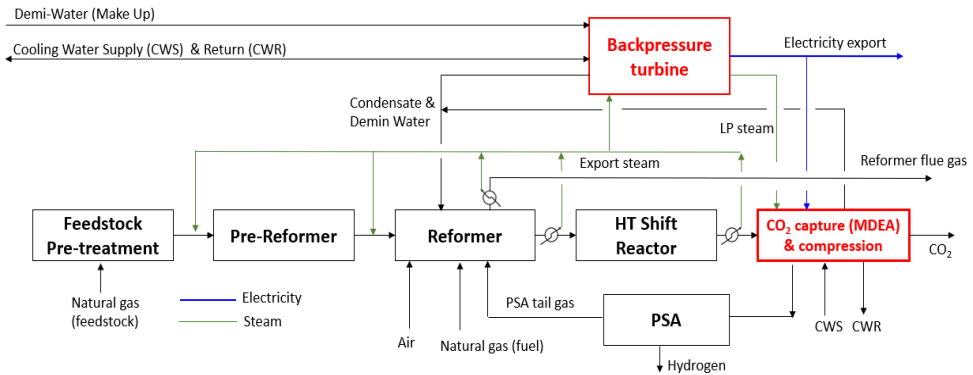 Demi-Water (Make Up)
Cooling Water Supply (CWS) & Return (CWR)
Backpressure
turbine
Electricity export
Condensate &
Demin Water
LP steam
Export steam
Reformer flue gas
Feedstock
Pre-treatment
Pre-Reformer
Reformer
HT Shift
Reactor
CO₂ capture (MDEA)
& compression
CO₂
Natural gas
(feedstock)
Electricity
Steam
PSA tail gas
PSA
Air
Natural gas (fuel)
CWS
CWR
Hydrogen